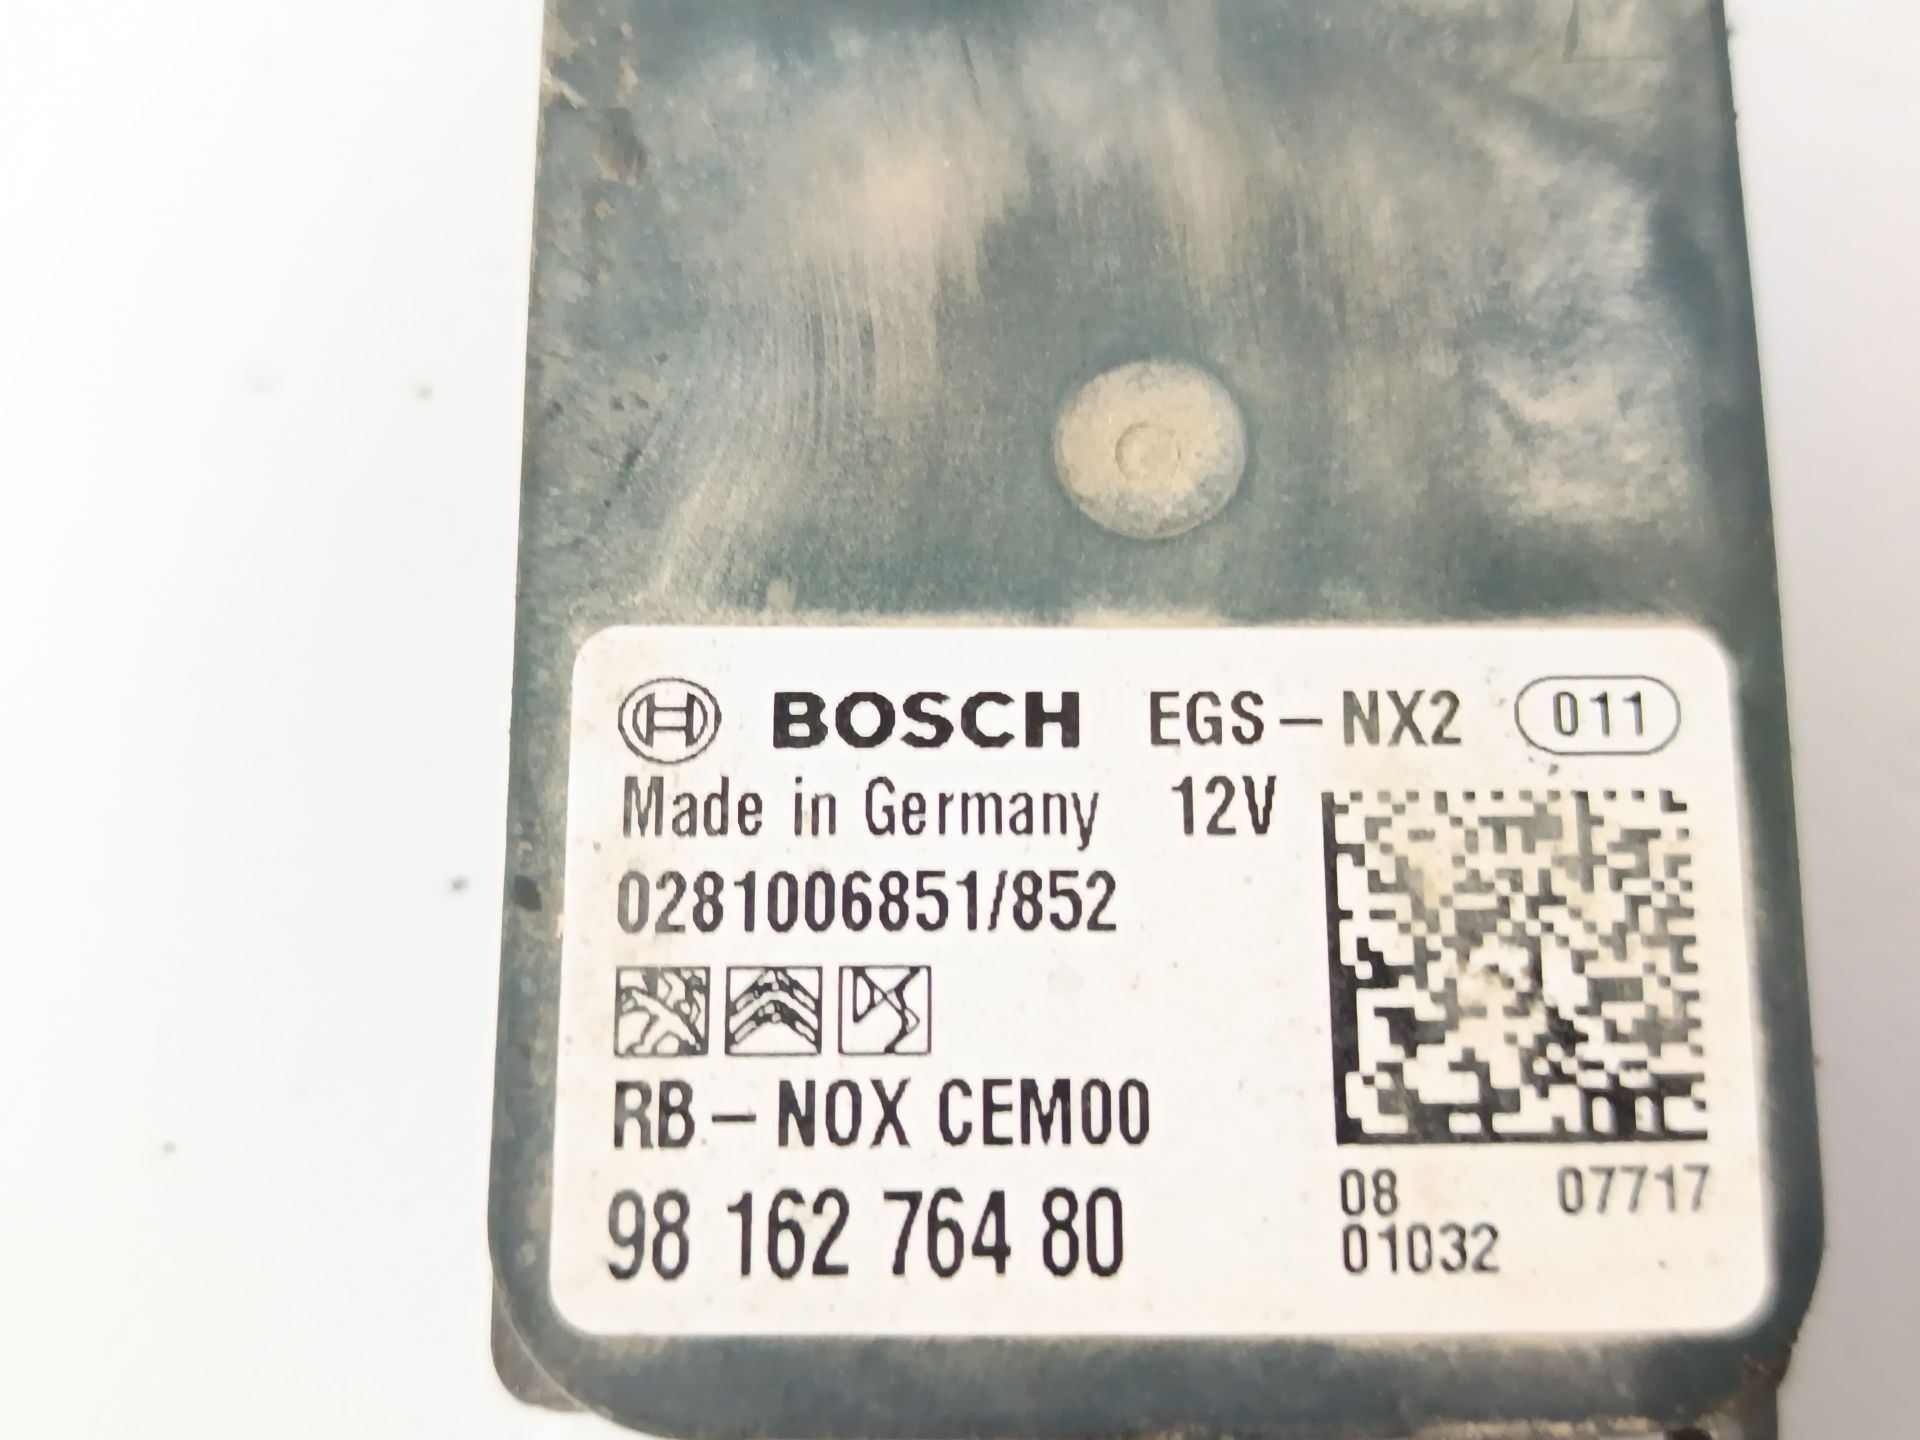 BOSCH EGS-NX2 011
Made in Germany 12V
0281006851/852
RB-NOX CEM00
98 162 764 80
08 07717
01032